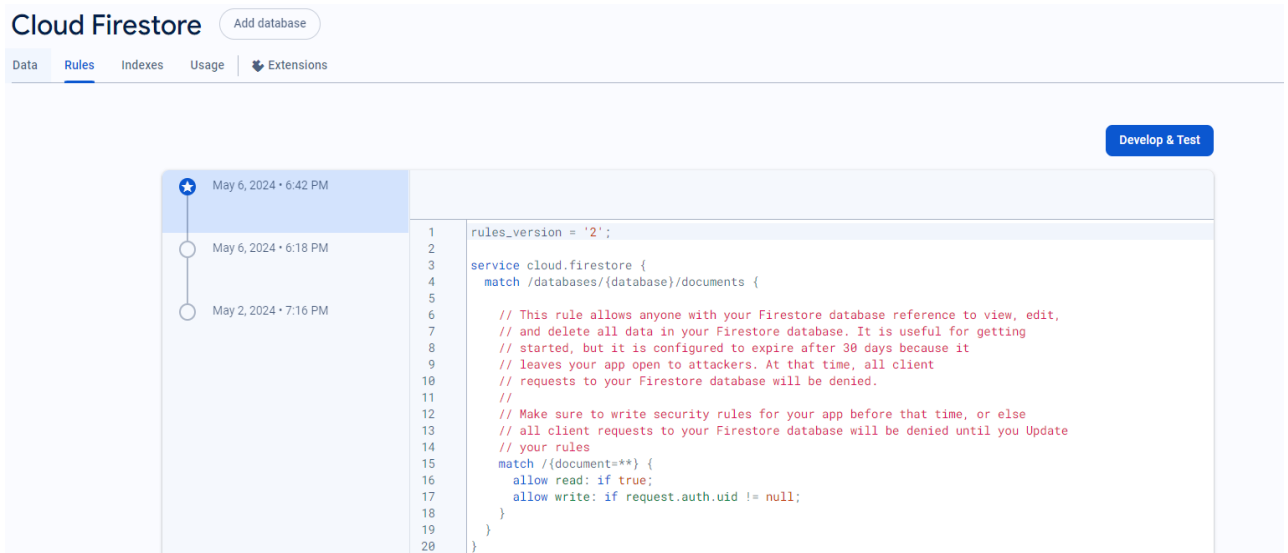 Cloud Firestore Add database
Data Rules Indexes Usage Extensions
Develop & Test
May 6, 2024 • 6:42 PM
May 6, 2024 • 6:18 PM
May 2, 2024 • 7:16 PM
1 rules_version = '2';
2
3 service cloud.firestore {
4 match /databases/{database}/documents {
5
6 // This rule allows anyone with your Firestore database reference to view, edit,
7 // and delete all data in your Firestore database. It is useful for getting
8 // started, but it is configured to expire after 30 days because it
9 // leaves your app open to attackers. At that time, all client
10 // requests to your Firestore database will be denied.
11 //
12 // Make sure to write security rules for your app before that time, or else
13 // all client requests to your Firestore database will be denied until you Update
14 // your rules
15 match /{document=**} {
16 allow read: if true;
17 allow write: if request.auth.uid != null;
18 }
19 }
20 }